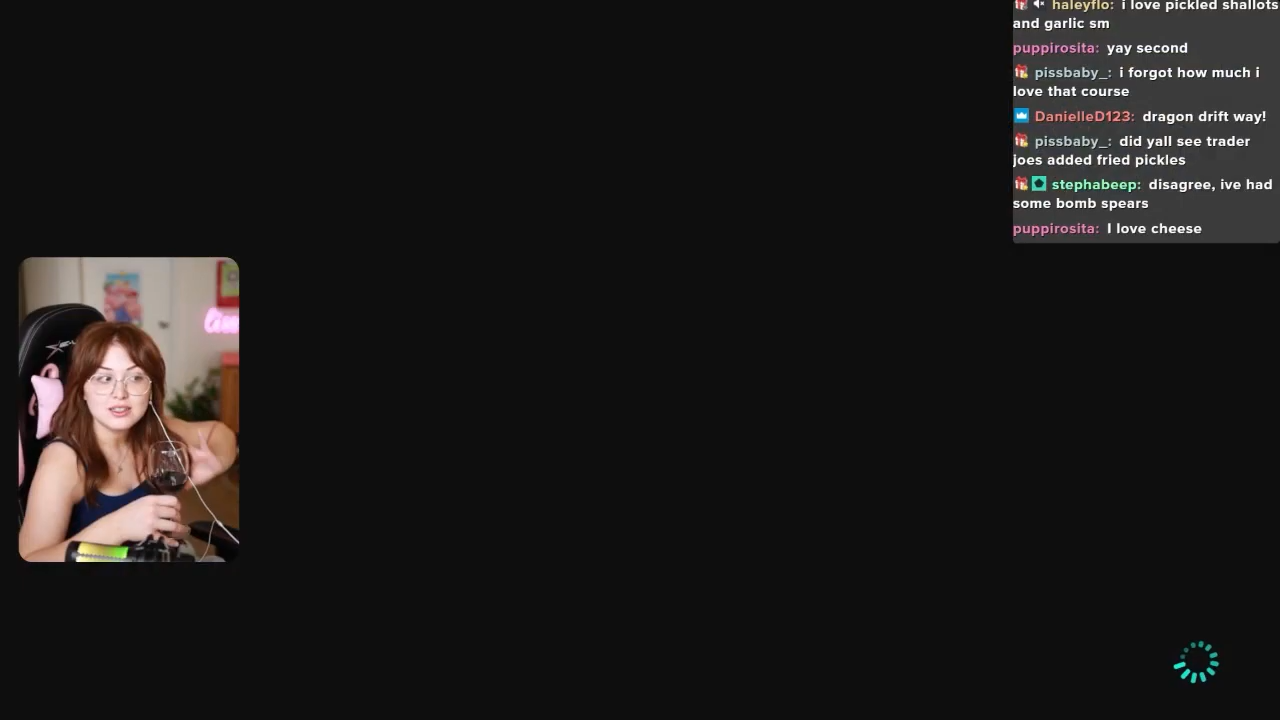 haleyflo: i love pickled shallots
and garlic sm
puppirosita: yay second
pissbaby_: i forgot how much i
love that course
DanielleD123: dragon drift way!
pissbaby_: did yall see trader
joes added fried pickles
stephabeep: disagree, ive had
some bomb spears
puppirosita: I love cheese